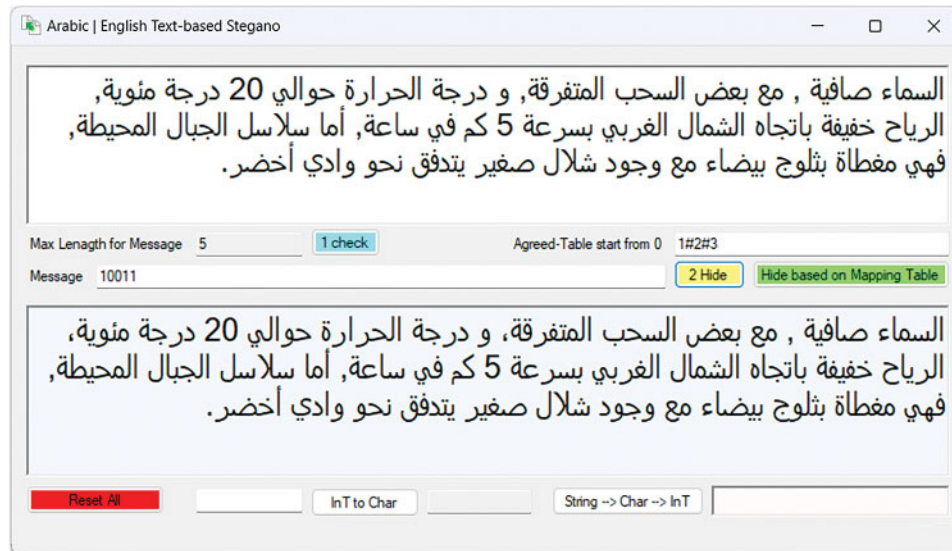 Arabic | English Text-based Stegano
السماء صافية , مع بعض السحب المتفرقة, و درجة الحرارة حوالي 20 درجة مئوية,
الرياح خفيفة باتجاه الشمال الغربي بسرعة 5 كم في ساعة, أما سلاسل الجبال المحيطة,
فهي مغطاة بثلوج بيضاء مع وجود شلال صغير يتدفق نحو وادي أخضر.
Max Lenagth for Message 5 1 check Agreed-Table start from 0 1#2#3
Message 10011 2 Hide Hide based on Mapping Table
السماء صافية , مع بعض السحب المتفرقة، و درجة الحرارة حوالي 20 درجة مئوية،
الرياح خفيفة باتجاه الشمال الغربي بسرعة 5 كم في ساعة, أما سلاسل الجبال المحيطة,
فهي مغطاة بثلوج بيضاء مع وجود شلال صغير يتدفق نحو وادي أخضر.
Reset All InT to Char String --> Char --> InT